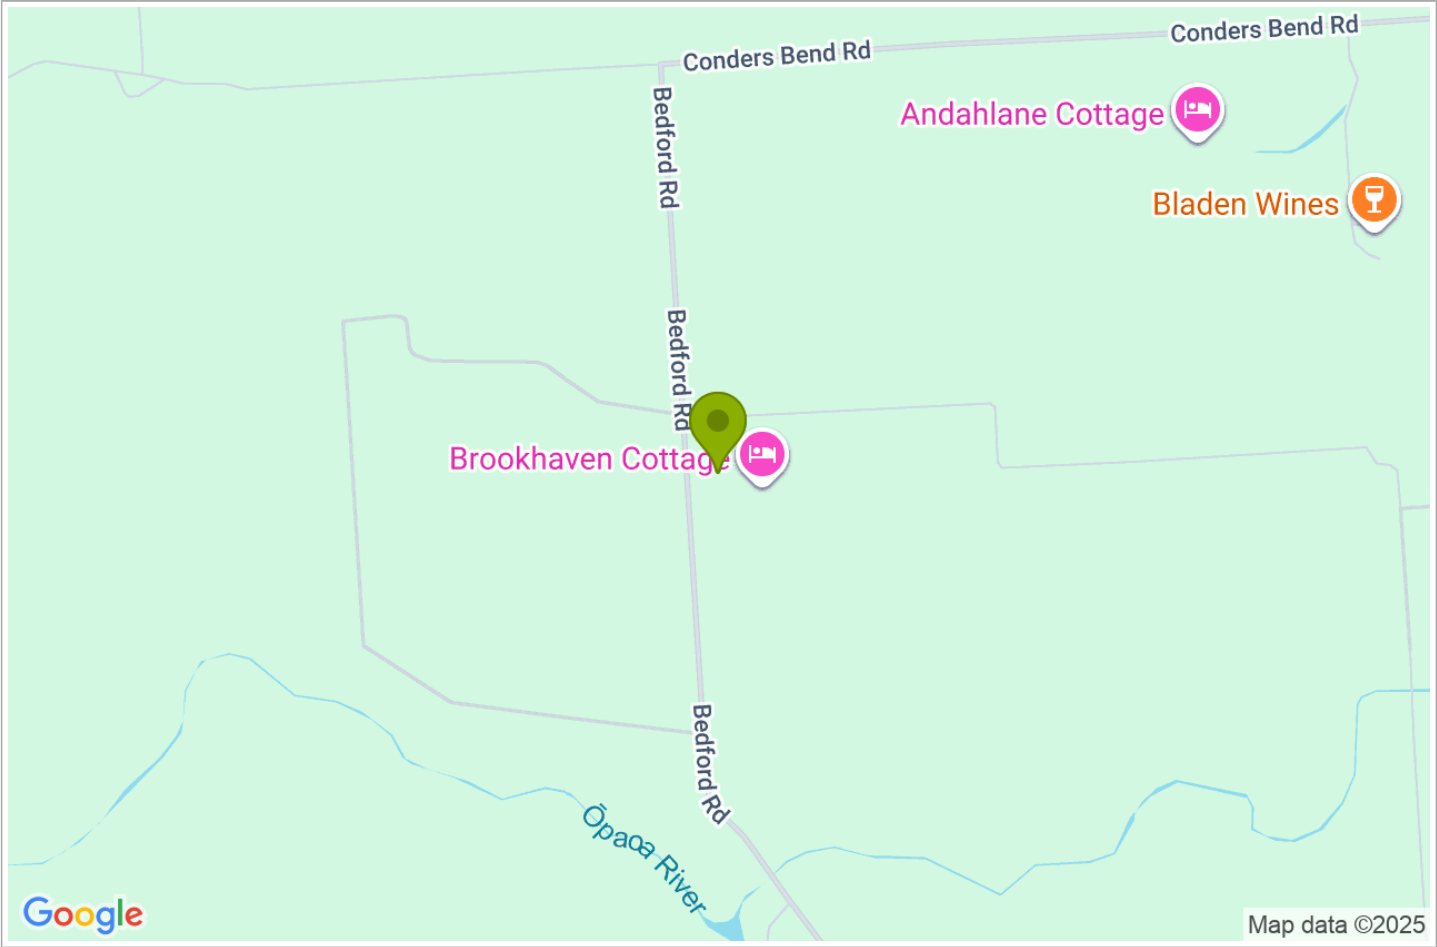 Conders Bend Rd
Conders Bend Rd
Bedford Rd
Andahlane Cottage
Bladen Wines
Bedford Rd
Brookhaven Cottage
Bedford Rd
Ōpaoa River
Google
Map data ©2025